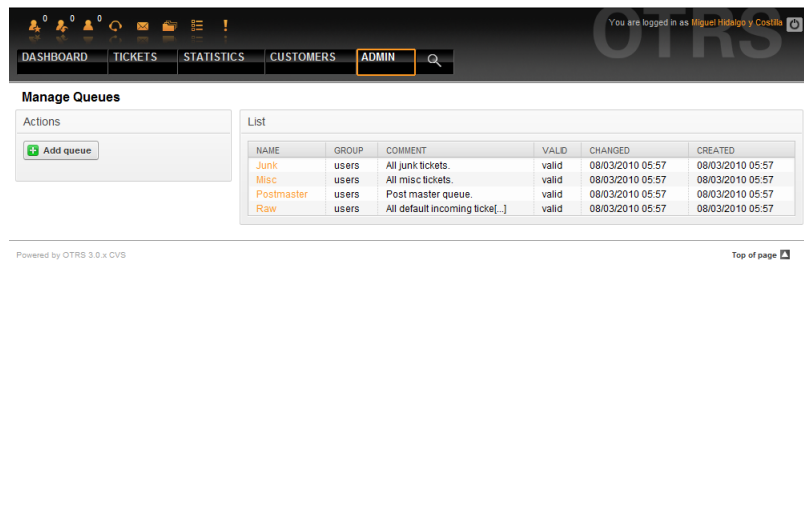 0 0 0
You are logged in as Miguel Hidalgo y Costilla
OTRS
DASHBOARD TICKETS STATISTICS CUSTOMERS ADMIN
Manage Queues
Actions
Add queue
List
NAME GROUP COMMENT VALID CHANGED CREATED
Junk users All junk tickets. valid 08/03/2010 05:57 08/03/2010 05:57
Misc users All misc tickets. valid 08/03/2010 05:57 08/03/2010 05:57
Postmaster users Post master queue. valid 08/03/2010 05:57 08/03/2010 05:57
Raw users All default incoming ticke[...] valid 08/03/2010 05:57 08/03/2010 05:57
Powered by OTRS 3.0.x CVS
Top of page